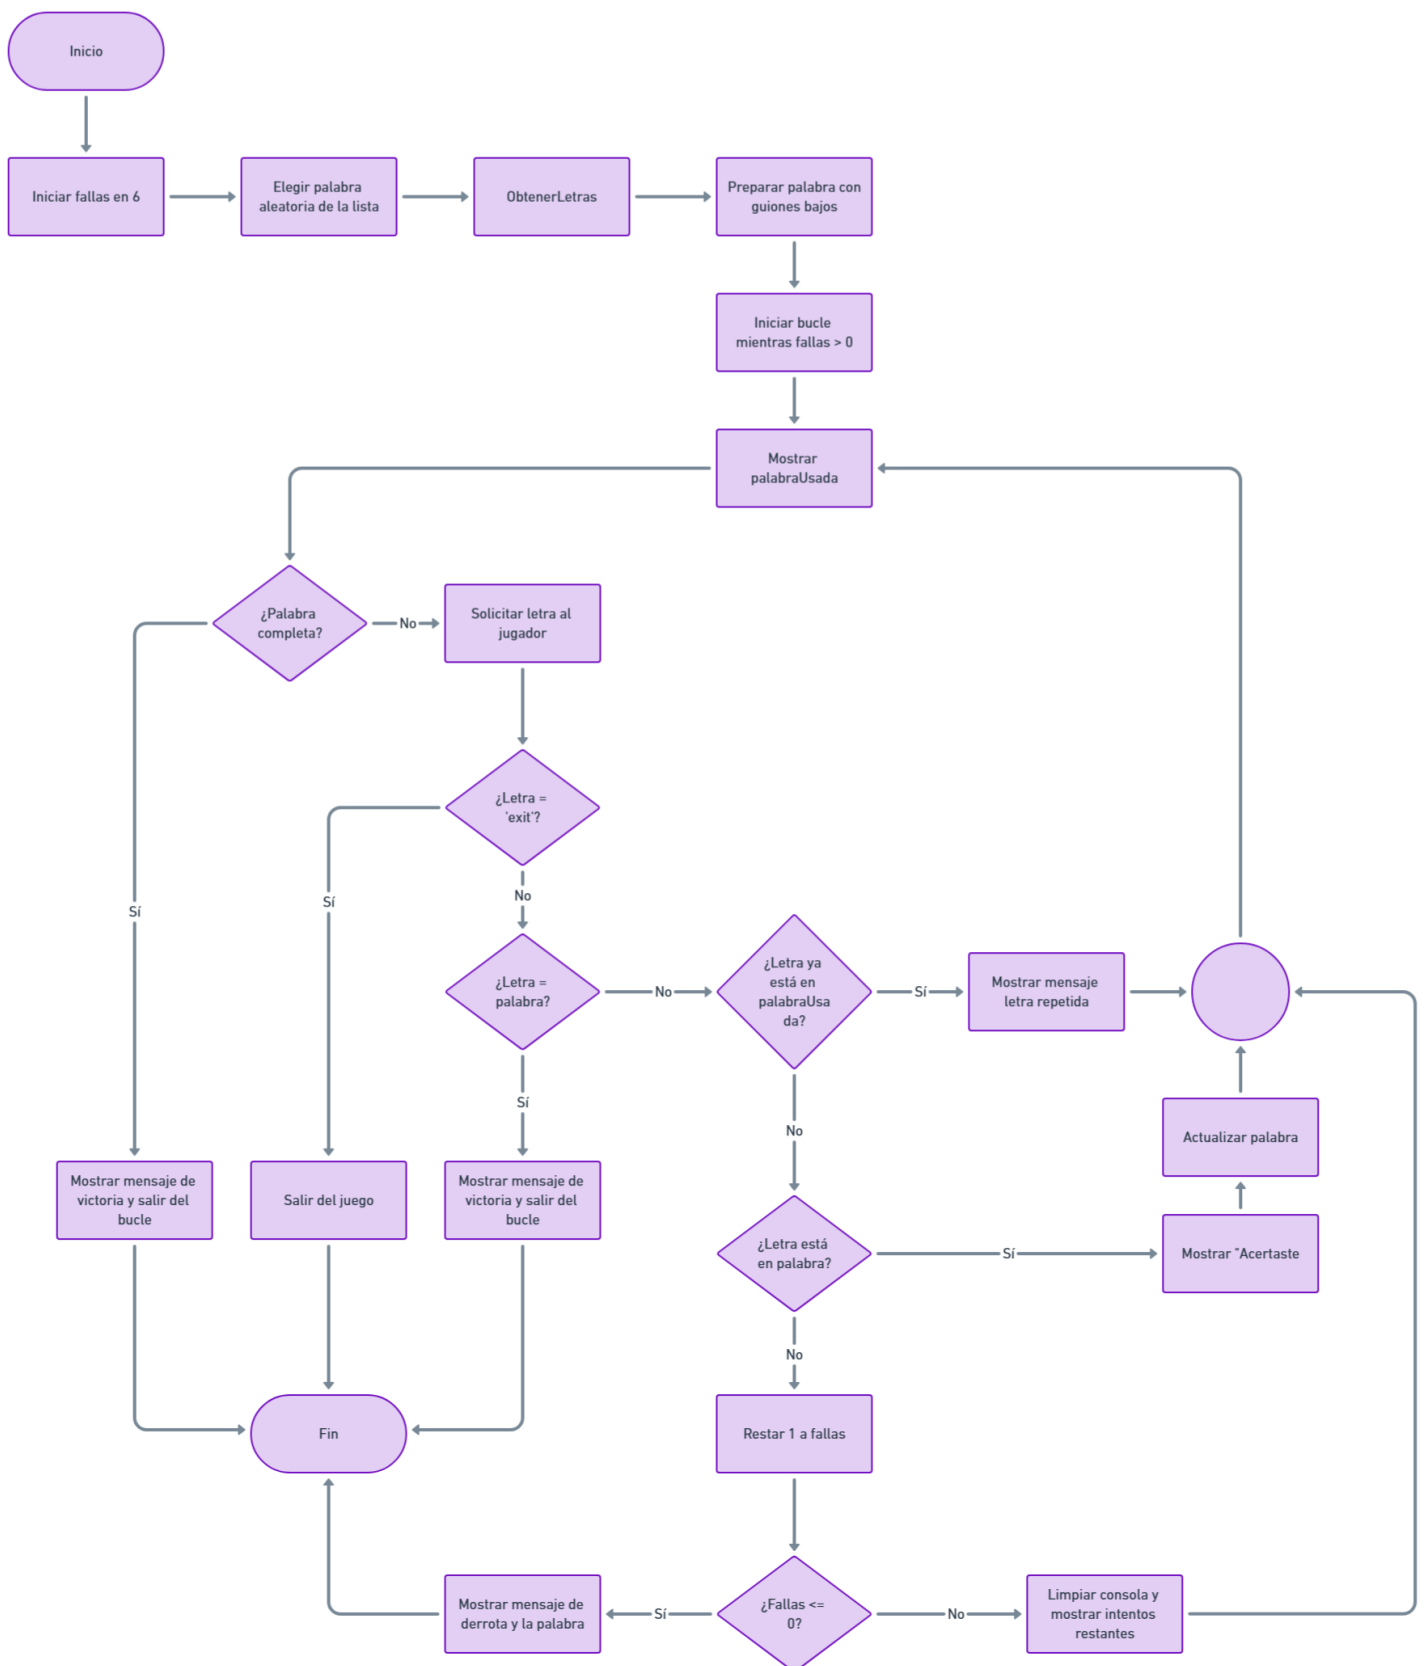 Inicio
Iniciar fallas en 6
Elegir palabra
aleatoria de la lista
ObtenerLetras
Preparar palabra con
guiones bajos
Iniciar bucle
mientras fallas > 0
Mostrar
palabraUsada
¿Palabra
completa?
No
Solicitar letra al
jugador
¿Letra =
'exit'?
Sí
Sí
No
¿Letra =
palabra?
No
¿Letra ya
está en
palabraUsa
da?
Sí
Mostrar mensaje
letra repetida
Sí
No
Actualizar palabra
Mostrar mensaje de
victoria y salir del
bucle
Salir del juego
Mostrar mensaje de
victoria y salir del
bucle
¿Letra está
en palabra?
Sí
Mostrar "Acertaste
No
Fin
Restar 1 a fallas
Mostrar mensaje de
derrota y la palabra
Sí
¿Fallas <=
0?
No
Limpiar consola y
mostrar intentos
restantes